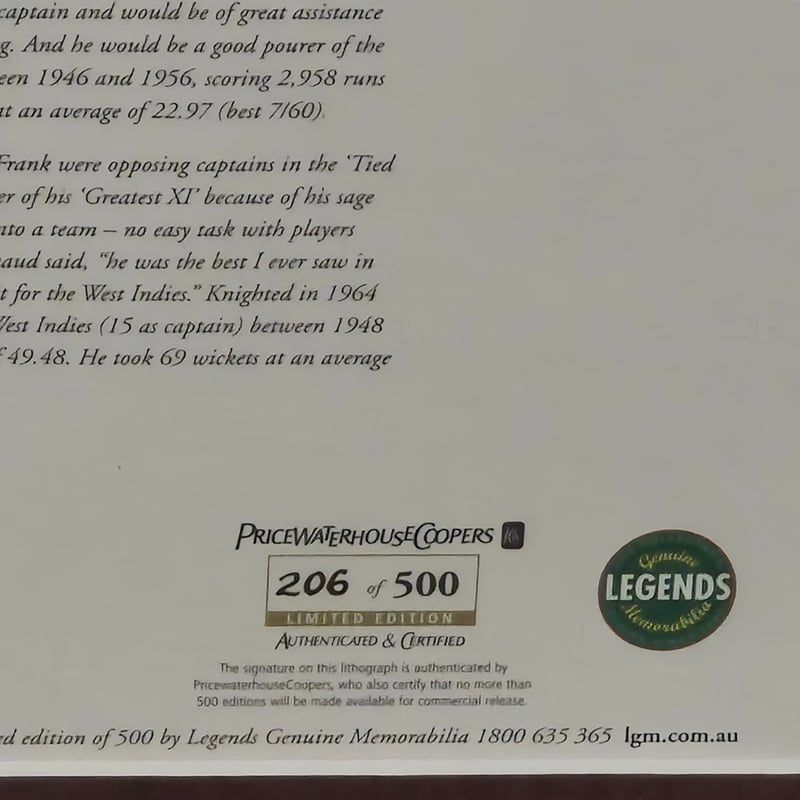 captain and would be of great assistance
g. And he would be a good pourer of the
een 1946 and 1956, scoring 2,958 runs
at an average of 22.97 (best 7/60).
Frank were opposing captains in the ‘Tied
er of his ‘Greatest XI’ because of his sage
nto a team – no easy task with players
aud said, “he was the best I ever saw in
t for the West Indies.” Knighted in 1964
West Indies (15 as captain) between 1948
f 49.48. He took 69 wickets at an average
PRICEWATERHOUSECOOPERS
206 of 500
LIMITED EDITION
AUTHENTICATED & CERTIFIED
The signature on this lithograph is authenticated by
PricewaterhouseCoopers, who also certify that no more than
500 editions will be made available for commercial release.
Genuine
LEGENDS
Memorabilia
ed edition of 500 by Legends Genuine Memorabilia 1800 635 365 lgm.com.au